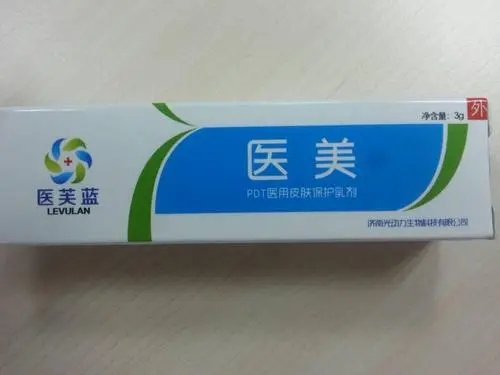 外
净含量：3g
医美
PDT医用皮肤保护乳剂
医芙蓝
LEVULAN
济南光动力生物科技有限公司